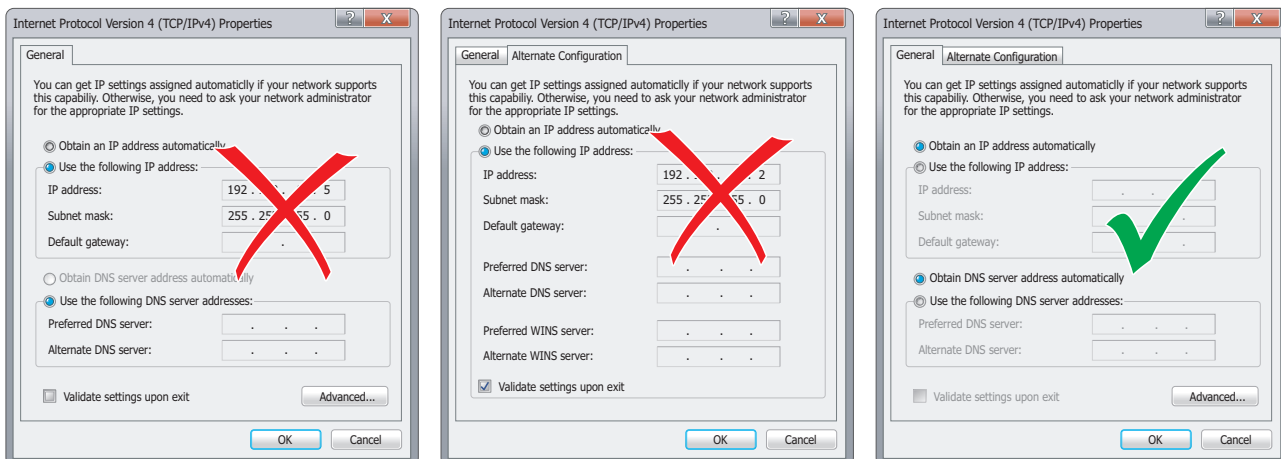 Internet Protocol Version 4 (TCP/IPv4) Properties
? X
General
You can get IP settings assigned automaticlly if your network supports
this capabiliy. Otherwise, you need to ask your network administrator
for the appropriate IP settings.
Obtain an IP address automatically
Use the following IP address:
IP address: 192 . . . 5
Subnet mask: 255 . 25 55 . 0
Default gateway: .
Obtain DNS server address automatically
Use the following DNS server addresses:
Preferred DNS server: . . .
Alternate DNS server: . . .
Validate settings upon exit
Advanced...
OK Cancel
Internet Protocol Version 4 (TCP/IPv4) Properties
? X
General Alternate Configuration
You can get IP settings assigned automaticlly if your network supports
this capabiliy. Otherwise, you need to ask your network administrator
for the appropriate IP settings.
Obtain an IP address automatically
Use the following IP address:
IP address: 192 . . . 2
Subnet mask: 255 . 25 55 . 0
Default gateway: .
Preferred DNS server: . . .
Alternate DNS server: . . .
Preferred WINS server: . . .
Alternate WINS server: . . .
Validate settings upon exit
OK Cancel
Internet Protocol Version 4 (TCP/IPv4) Properties
? X
General Alternate Configuration
You can get IP settings assigned automaticlly if your network supports
this capabiliy. Otherwise, you need to ask your network administrator
for the appropriate IP settings.
Obtain an IP address automatically
Use the following IP address:
IP address: . . .
Subnet mask: .
Default gateway: .
Obtain DNS server address automatically
Use the following DNS server addresses:
Preferred DNS server: . . .
Alternate DNS server: . . .
Validate settings upon exit
Advanced...
OK Cancel